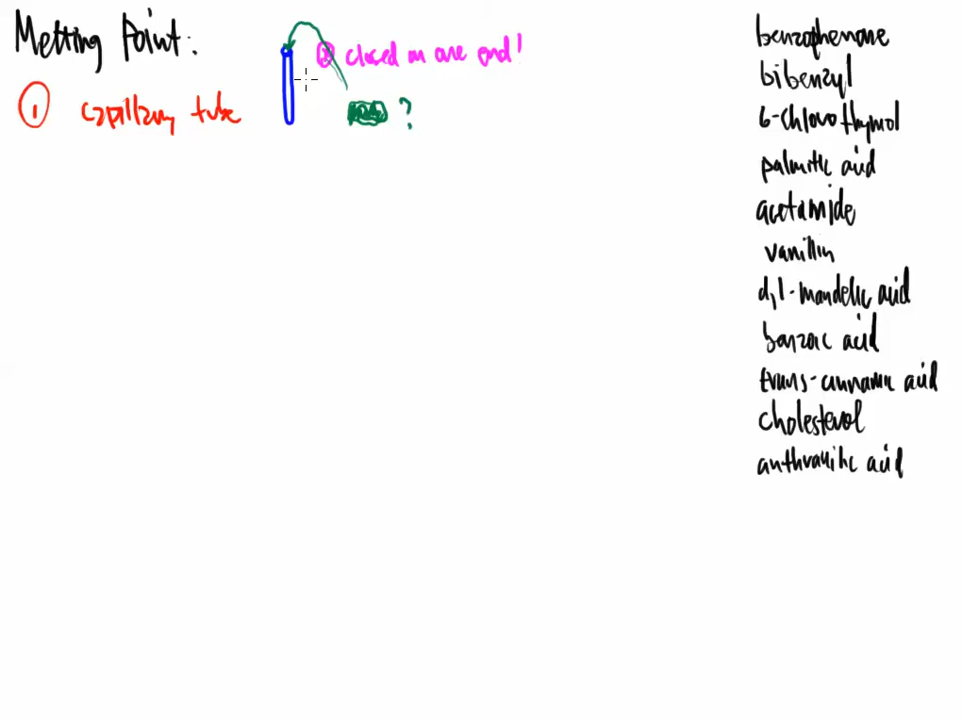 Melting Point:
① capillary tube
② closed on one end!
?
benzophenone
bibenzyl
6-chlorothymol
palmitic acid
acetamide
vanillin
d,l-mandelic acid
benzoic acid
trans-cinnamic acid
cholesterol
anthranilic acid